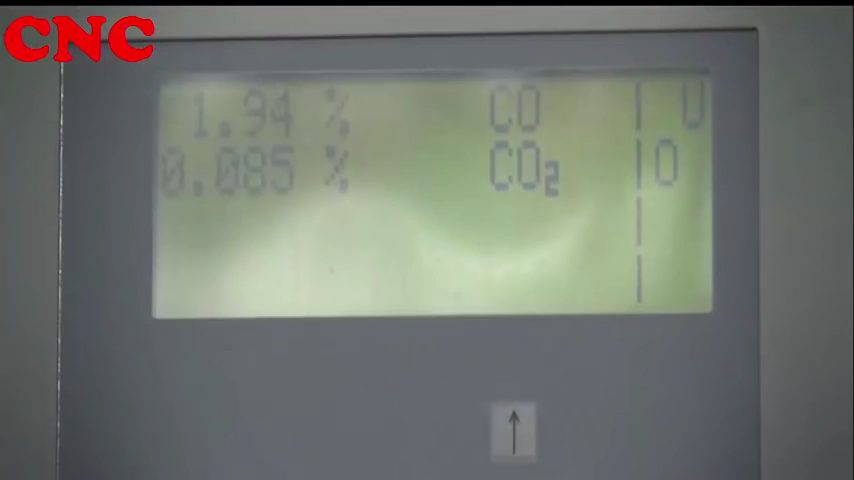 CNC
1.94 % CO | U
0.085 % CO₂ | O
|
|
↑